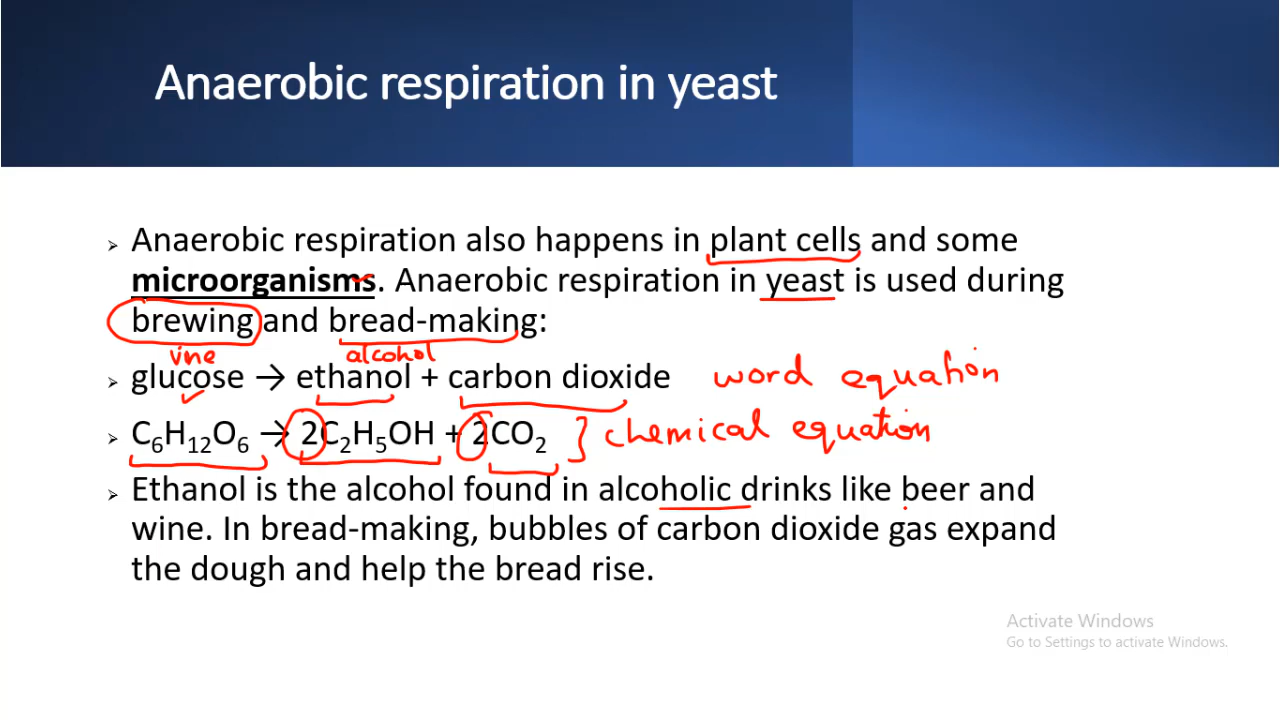 Anaerobic respiration in yeast
➢ Anaerobic respiration also happens in plant cells and some
microorganisms. Anaerobic respiration in yeast is used during
brewing and bread-making:
vine alcohol
➢ glucose → ethanol + carbon dioxide word equation
➢ C₆H₁₂O₆ → 2C₂H₅OH + 2CO₂ } chemical equation
➢ Ethanol is the alcohol found in alcoholic drinks like beer and
wine. In bread-making, bubbles of carbon dioxide gas expand
the dough and help the bread rise.
Activate Windows
Go to Settings to activate Windows.